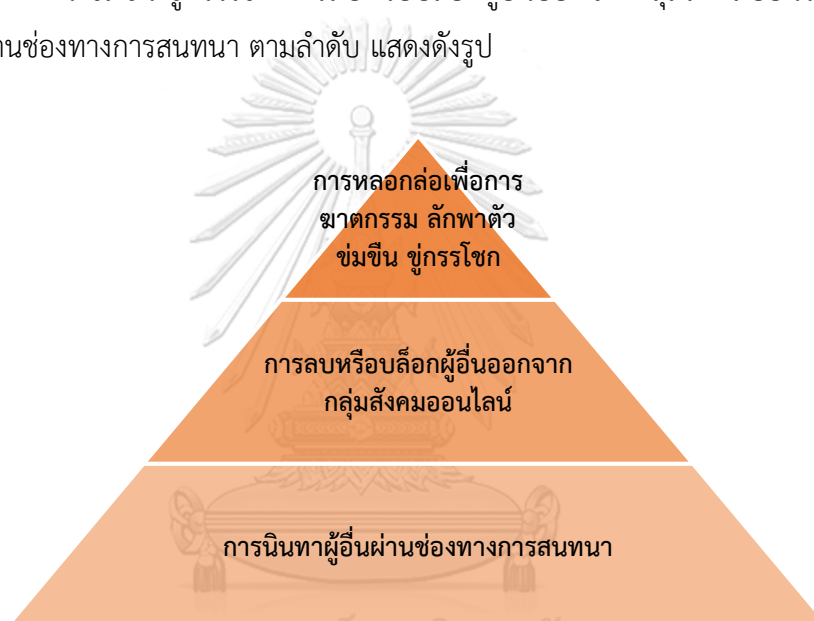 ่านช่องทางการสนทนา ตามลำดับ แสดงดังรูป
การหลอกล่อเพื่อการ
ฆาตกรรม ลักพาตัว
ข่มขืน ขู่กรรโชก
การลบหรือบล็อกผู้อื่นออกจาก
กลุ่มสังคมออนไลน์
การนินทาผู้อื่นผ่านช่องทางการสนทนา